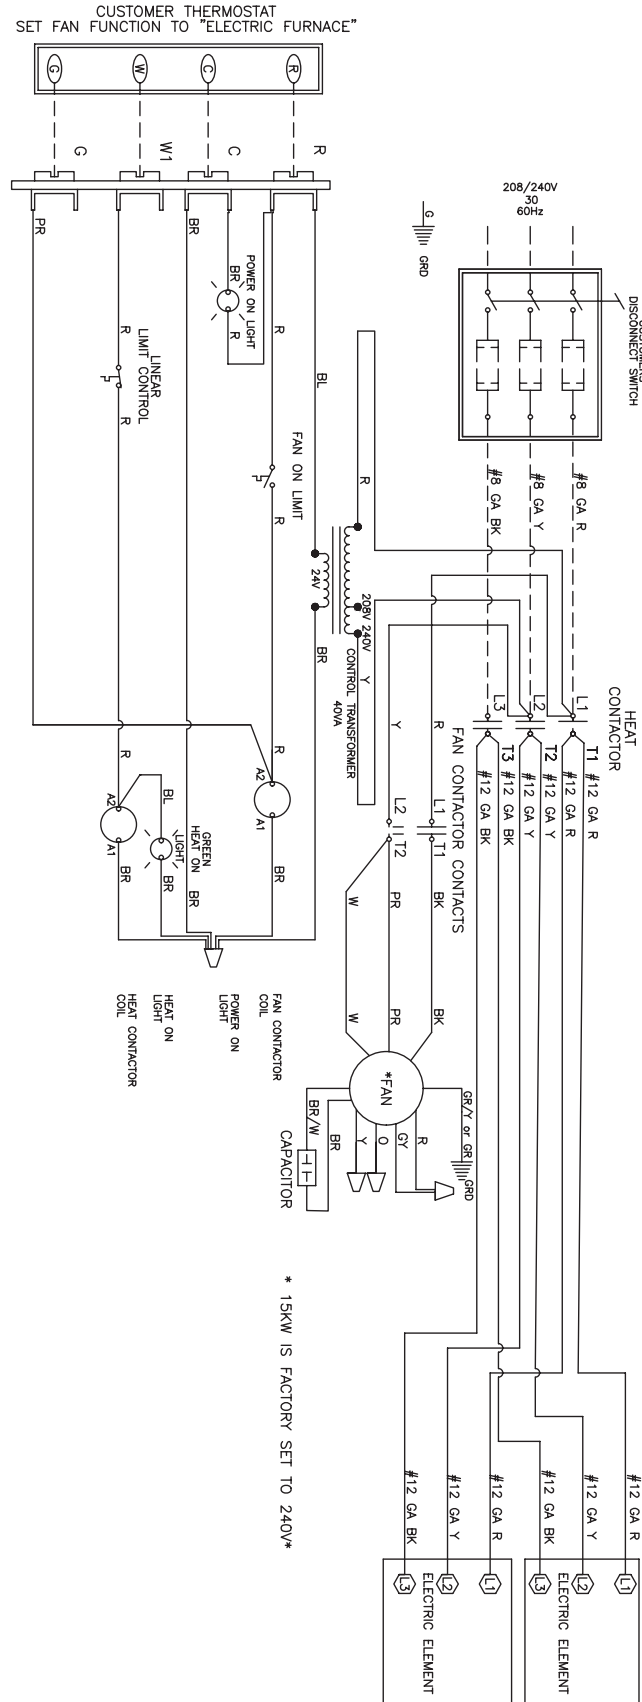 CUSTOMER THERMOSTAT
SET FAN FUNCTION TO "ELECTRIC FURNACE"
G
W
C
R
G
W1
C
R
PR
BR
BR
POWER ON LIGHT
R
R
BL
R
LINEAR
LIMIT CONTROL
R
FAN ON LIMIT
R
24V
BR
208V 240V
R
Y
CONTROL TRANSFORMER
40VA
G
GRD
208/240V
30
60Hz
DISCONNECT SWITCH
#8 GA BK
#8 GA Y
#8 GA R
HEAT
CONTACTOR
L3
L2
L1
T3
T2
T1
#12 GA BK
#12 GA BK
#12 GA Y
#12 GA Y
#12 GA R
#12 GA R
Y
R
FAN CONTACTOR CONTACTS
L2
L1
T2
T1
R
A2
A1
BR
BL
GREEN
HEAT ON
LIGHT
BR
BR
R
A2
A1
BR
W
PR
BK
W
PR
BK
FAN CONTACTOR
COIL
POWER ON
LIGHT
HEAT ON
LIGHT
HEAT CONTACTOR
COIL
*FAN
BR/W
BR
Y
O
GY
R
GR/Y or GR
GRD
CAPACITOR
* 15KW IS FACTORY SET TO 240V*
#12 GA BK
#12 GA Y
#12 GA R
#12 GA BK
#12 GA Y
#12 GA R
L3
L2
L1
ELECTRIC ELEMENT
L3
L2
L1
ELECTRIC ELEMENT